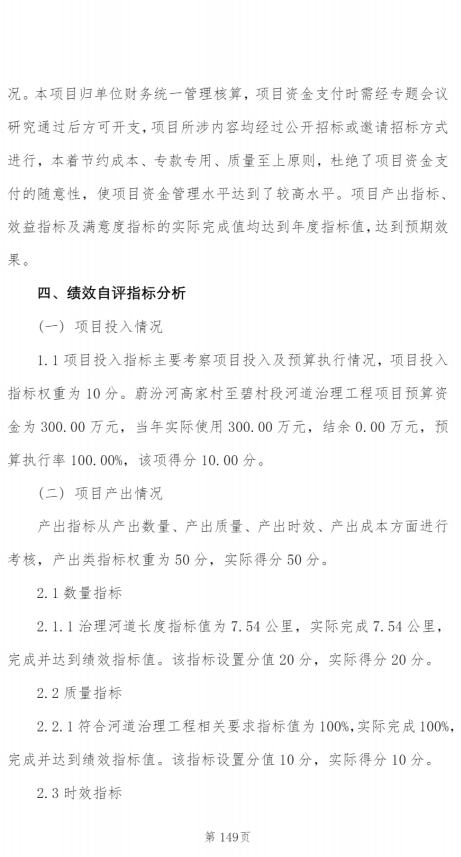 况。本项目归单位财务统一管理核算，项目资金支付时需经专题会议
研究通过后方可开支，项目所涉内容均经过公开招标或邀请招标方式
进行，本着节约成本、专款专用、质量至上原则，杜绝了项目资金支
付的随意性，使项目资金管理水平达到了较高水平。项目产出指标、
效益指标及满意度指标的实际完成值均达到年度指标值，达到预期效
果。
四、绩效自评指标分析
（一）项目投入情况
1.1 项目投入指标主要考察项目投入及预算执行情况，项目投入
指标权重为 10 分。蔚汾河高家村至碧村段河道治理工程项目预算资
金为 300.00 万元，当年实际使用 300.00 万元，结余 0.00 万元，预
算执行率 100.00%，该项得分 10.00 分。
（二）项目产出情况
产出指标从产出数量、产出质量、产出时效、产出成本方面进行
考核，产出类指标权重为 50 分，实际得分 50 分。
2.1 数量指标
2.1.1 治理河道长度指标值为 7.54 公里，实际完成 7.54 公里，
完成并达到绩效指标值。该指标设置分值 20 分，实际得分 20 分。
2.2 质量指标
2.2.1 符合河道治理工程相关要求指标值为 100%，实际完成 100%，
完成并达到绩效指标值。该指标设置分值 10 分，实际得分 10 分。
2.3 时效指标
第 149页